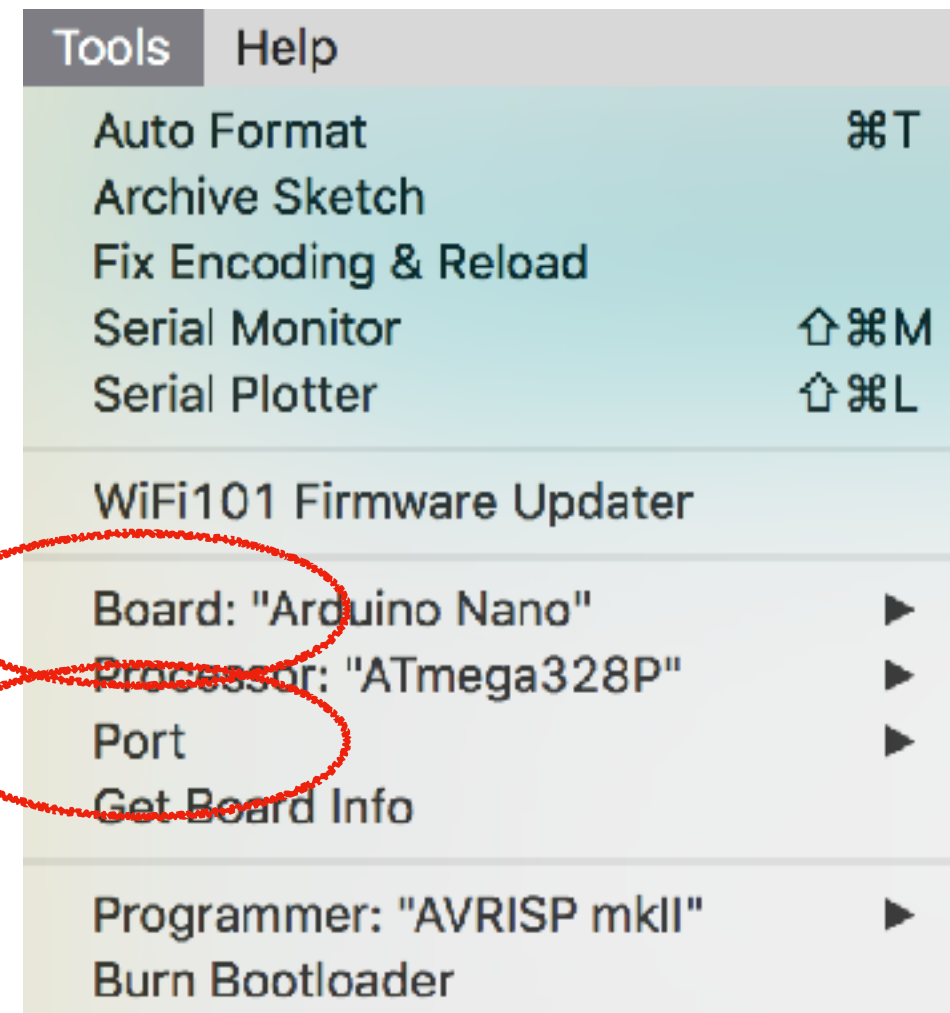 Tools Help
Auto Format ⌘T
Archive Sketch
Fix Encoding & Reload
Serial Monitor ⇧⌘M
Serial Plotter ⇧⌘L
WiFi101 Firmware Updater
Board: "Arduino Nano" ▶
Processor: "ATmega328P" ▶
Port ▶
Get Board Info
Programmer: "AVRISP mkII" ▶
Burn Bootloader